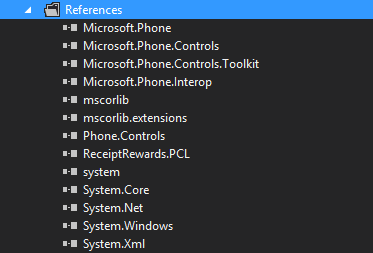 References
Microsoft.Phone
Microsoft.Phone.Controls
Microsoft.Phone.Controls.Toolkit
Microsoft.Phone.Interop
mscorlib
mscorlib.extensions
Phone.Controls
ReceiptRewards.PCL
system
System.Core
System.Net
System.Windows
System.Xml